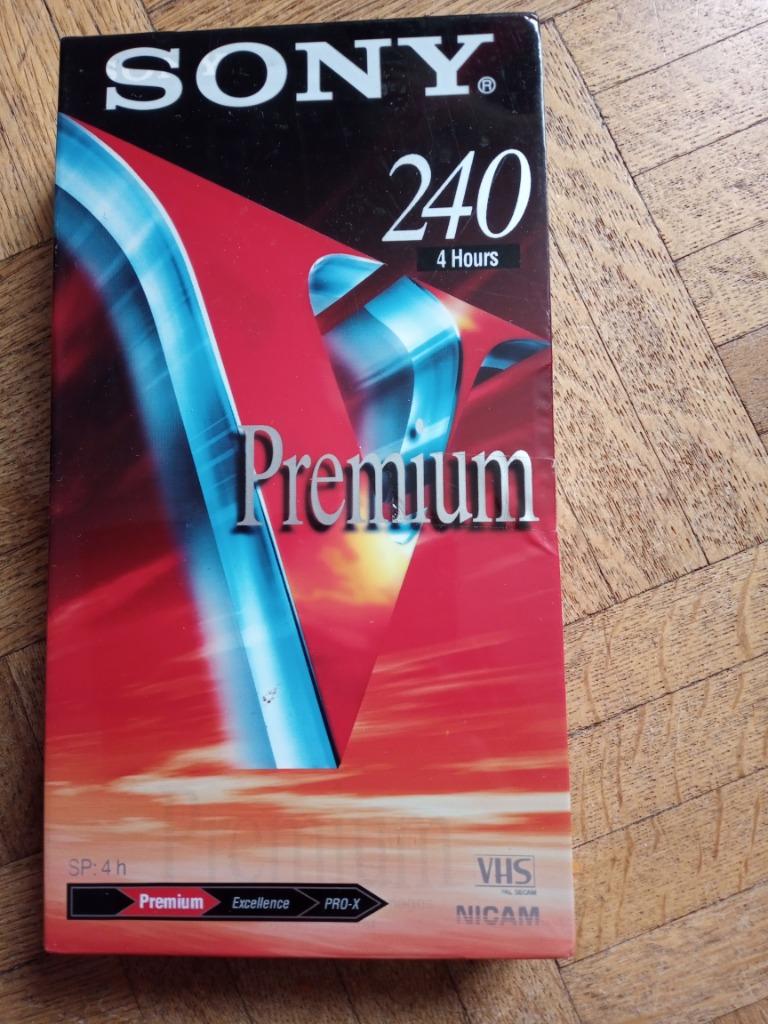 SONY®
240
4 Hours
Premium
SP: 4 h
VHS
PAL SECAM
Premium Excellence PRO-X
NICAM